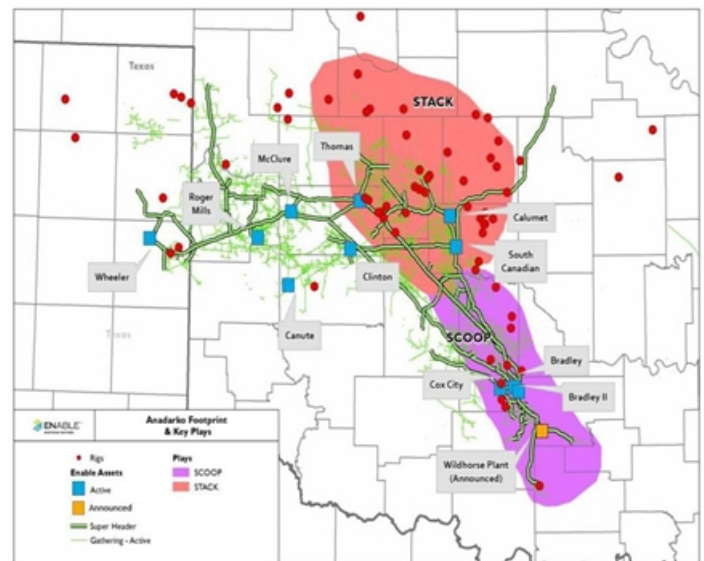 Texas
STACK
Thomas
McClure
Roger
Mills
Calumet
South
Canadian
Wheeler
Clinton
Texas
Canute
SCOOP
Bradley
Cox City
Bradley II
Wildhorse Plant
(Announced)
ENABLE
Anadarko Footprint
& Key Plays
Rigs
Enable Assets
Active
Announced
Super Header
Gathering - Active
Plays
SCOOP
STACK